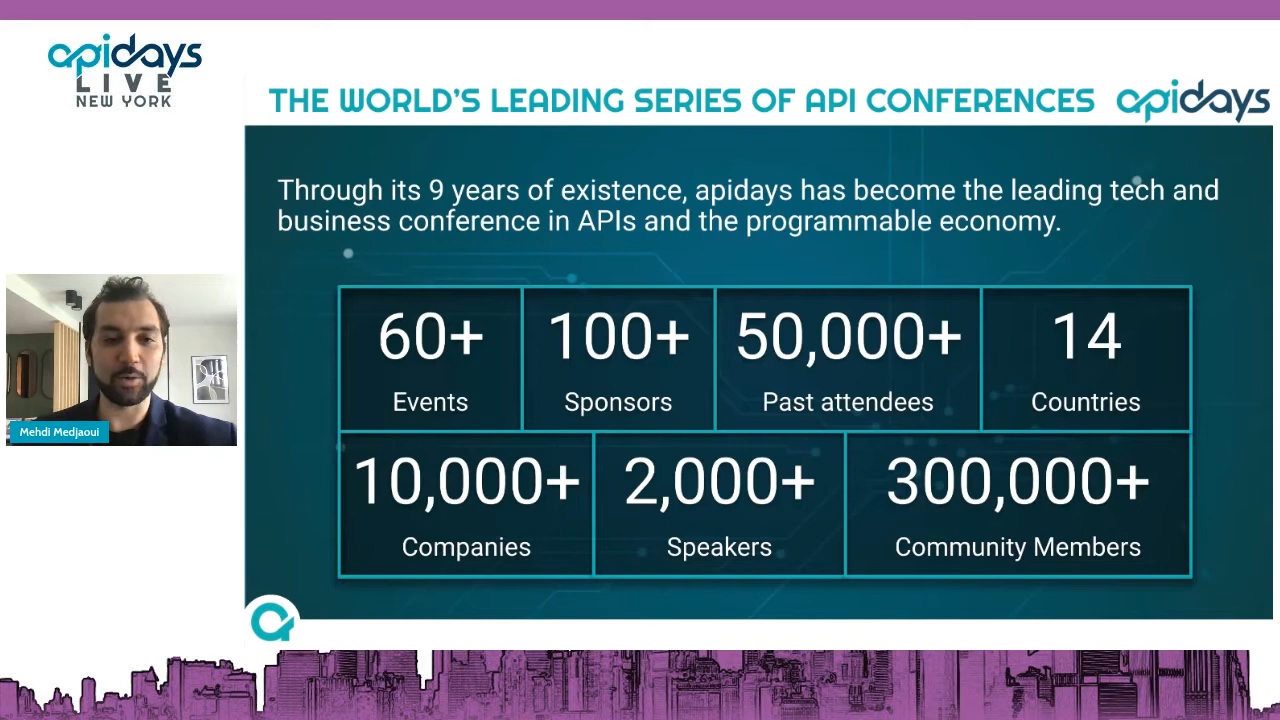 apidays
LIVE
NEW YORK
THE WORLD'S LEADING SERIES OF API CONFERENCES
apidays
Through its 9 years of existence, apidays has become the leading tech and
business conference in APIs and the programmable economy.
60+
Events
100+
Sponsors
50,000+
Past attendees
14
Countries
10,000+
Companies
2,000+
Speakers
300,000+
Community Members
Mehdi Medjaoui